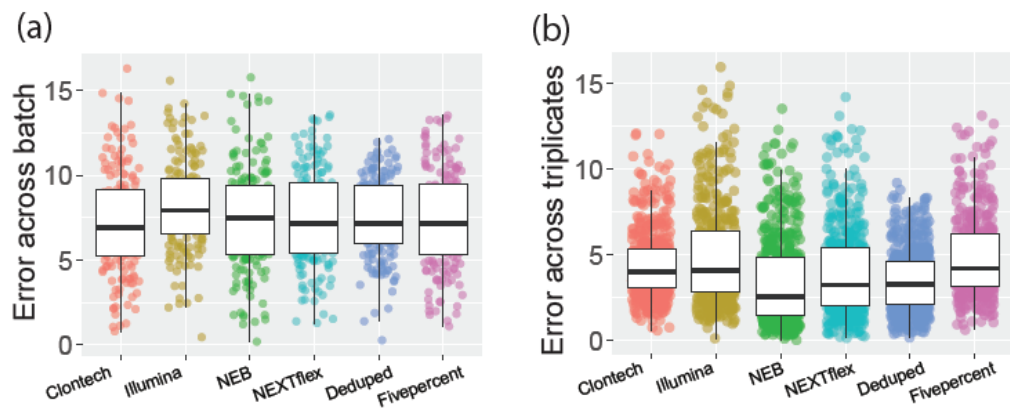 (a)
Error across batch
15
10
5
0
Clontech
Illumina
NEB
NEXTflex
Deduped
Fivepercent
(b)
Error across triplicates
15
10
5
0
Clontech
Illumina
NEB
NEXTflex
Deduped
Fivepercent